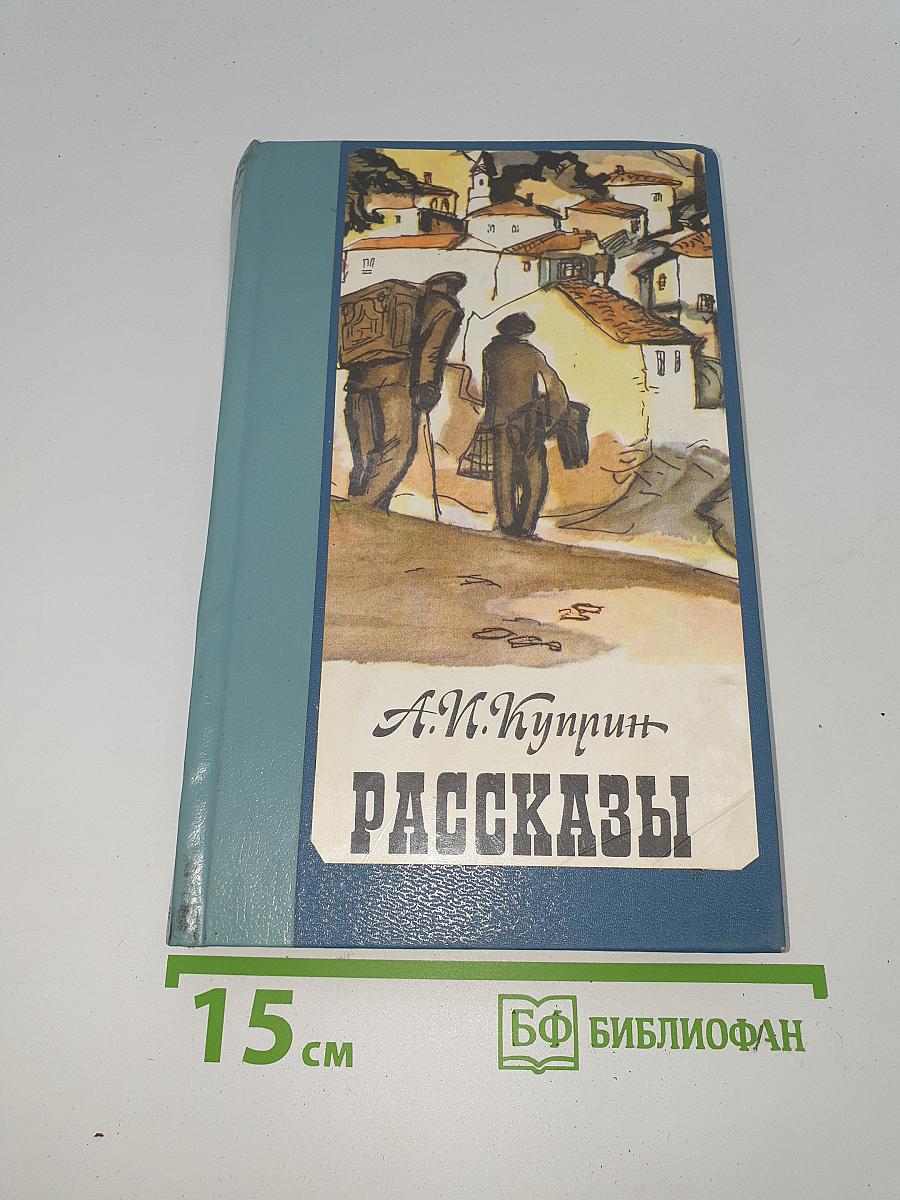 А.И.Куприн
РАССКАЗЫ
15 см
БФ БИБЛИОФАН